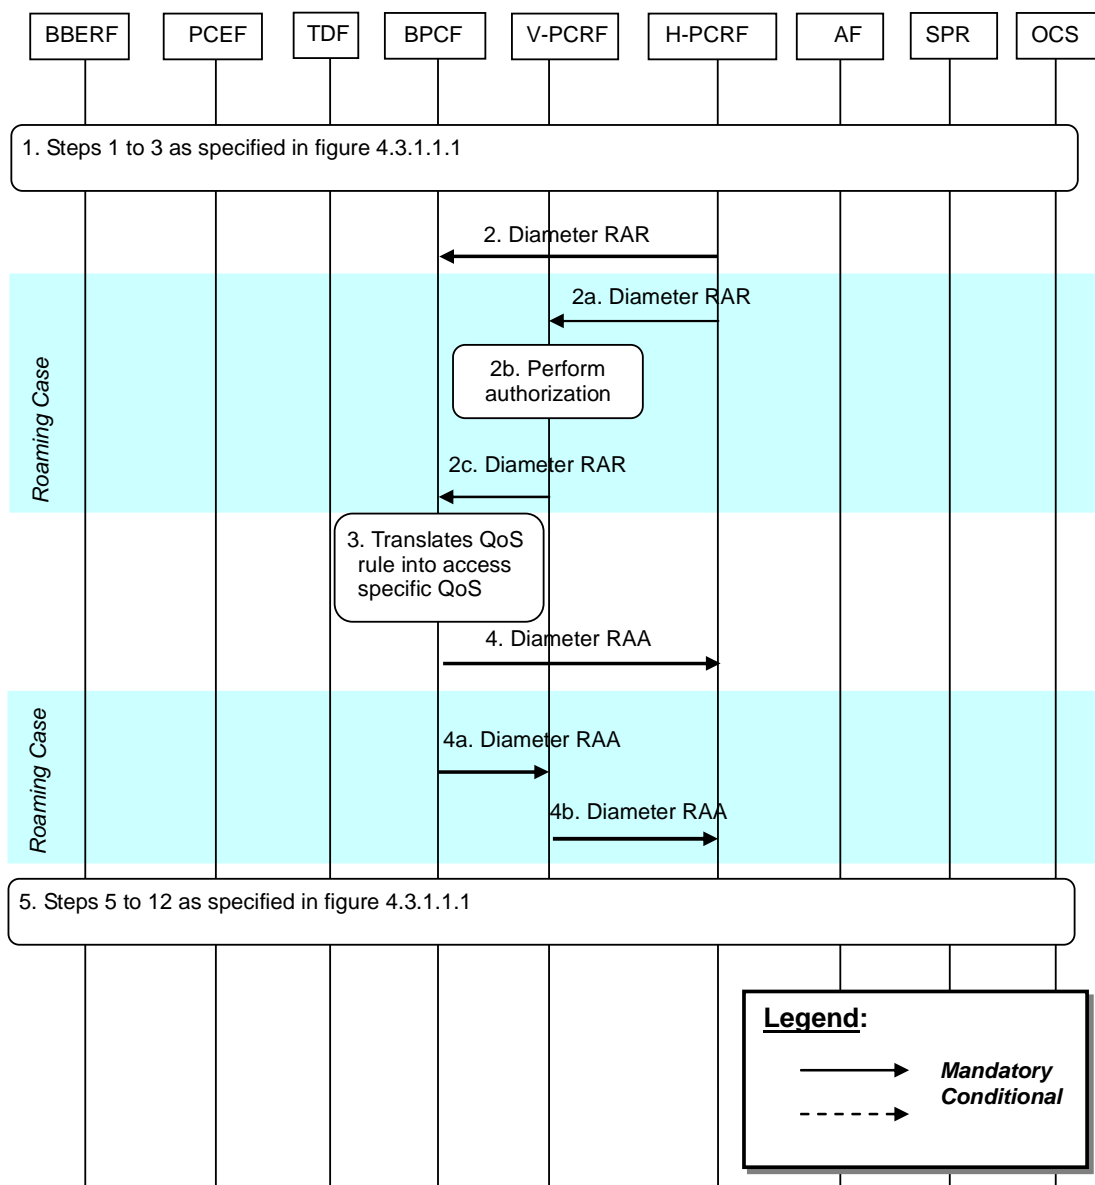 BBERF PCEF TDF BPCF V-PCRF H-PCRF AF SPR OCS
1. Steps 1 to 3 as specified in figure 4.3.1.1.1
2. Diameter RAR
Roaming Case
2a. Diameter RAR
2b. Perform
authorization
2c. Diameter RAR
3. Translates QoS
rule into access
specific QoS
4. Diameter RAA
Roaming Case
4a. Diameter RAA
4b. Diameter RAA
5. Steps 5 to 12 as specified in figure 4.3.1.1.1
Legend:
Mandatory
Conditional